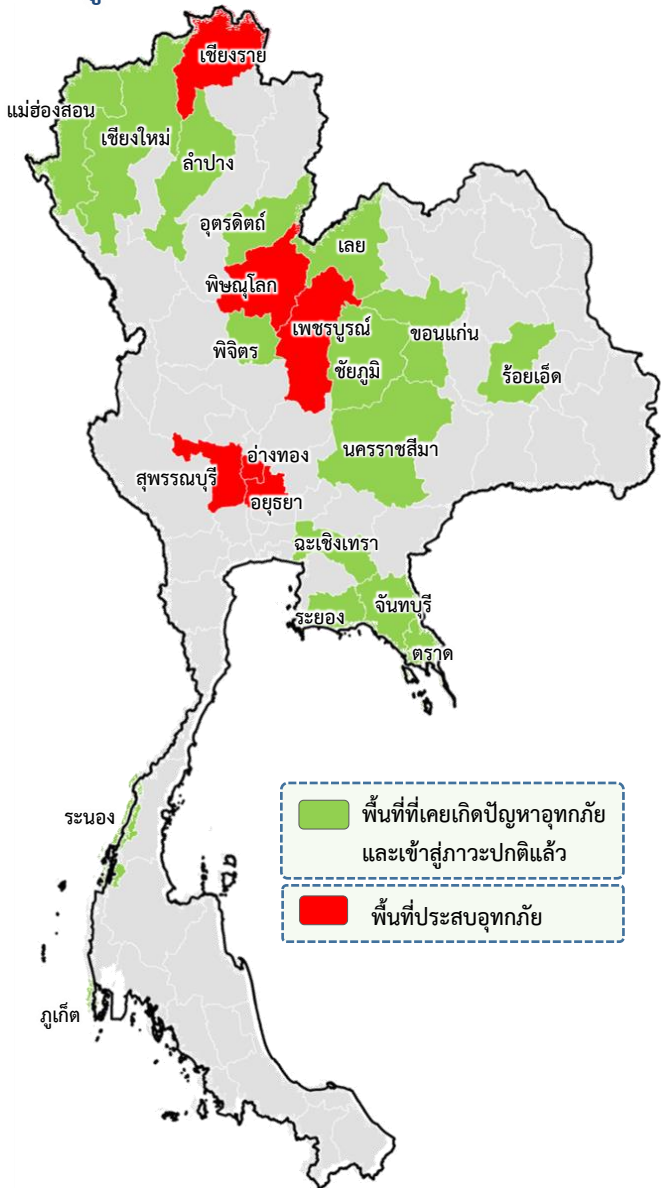 เชียงราย
แม่ฮ่องสอน
เชียงใหม่
ลำปาง
อุตรดิตถ์
เลย
พิษณุโลก
เพชรบูรณ์
ขอนแก่น
พิจิตร
ชัยภูมิ
ร้อยเอ็ด
นครราชสีมา
อ่างทอง
สุพรรณบุรี
อยุธยา
ฉะเชิงเทรา
จันทบุรี
ระยอง
ตราด
ระนอง
พื้นที่ที่เคยเกิดปัญหาอุทกภัย
และเข้าสู่ภาวะปกติแล้ว
พื้นที่ประสบอุทกภัย
ภูเก็ต